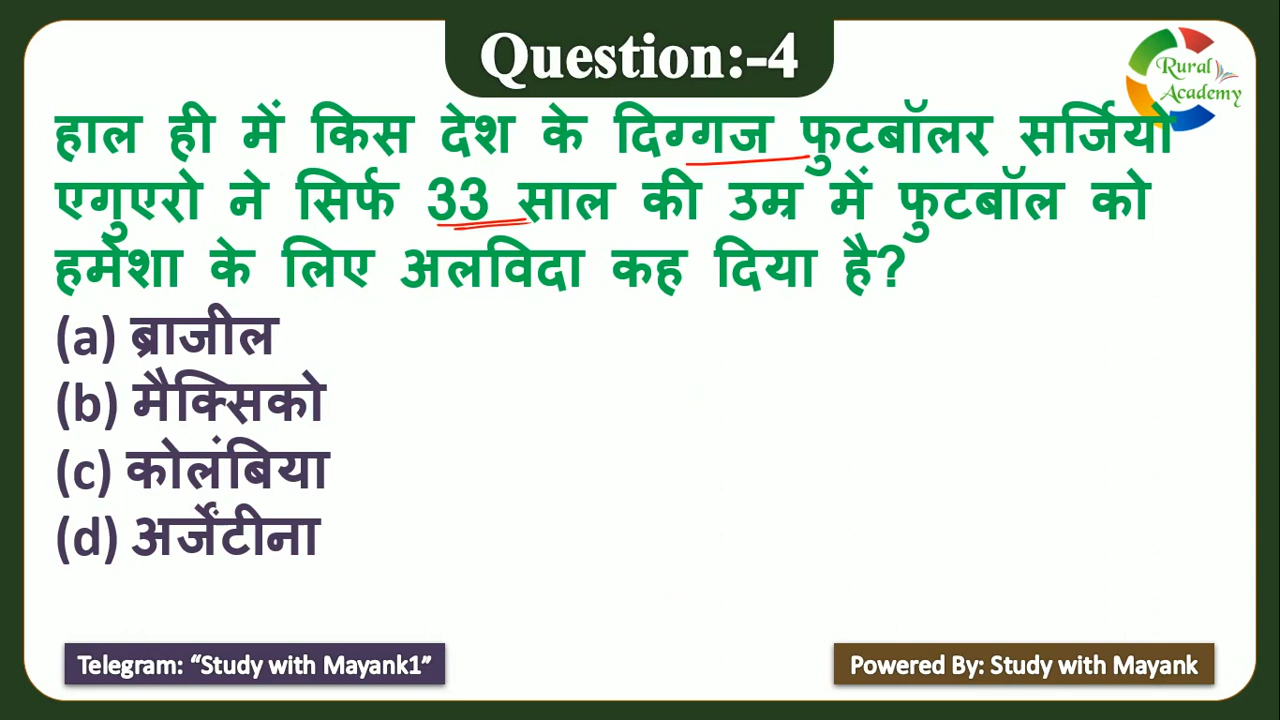 Question:-4
Rural
Academy
हाल ही में किस देश के दिग्गज फुटबॉलर सर्जियो
एगुएरो ने सिर्फ 33 साल की उम्र में फुटबॉल को
हमेशा के लिए अलविदा कह दिया है?
(a) ब्राजील
(b) मैक्सिको
(c) कोलंबिया
(d) अर्जेंटीना
Telegram: “Study with Mayank1”
Powered By: Study with Mayank